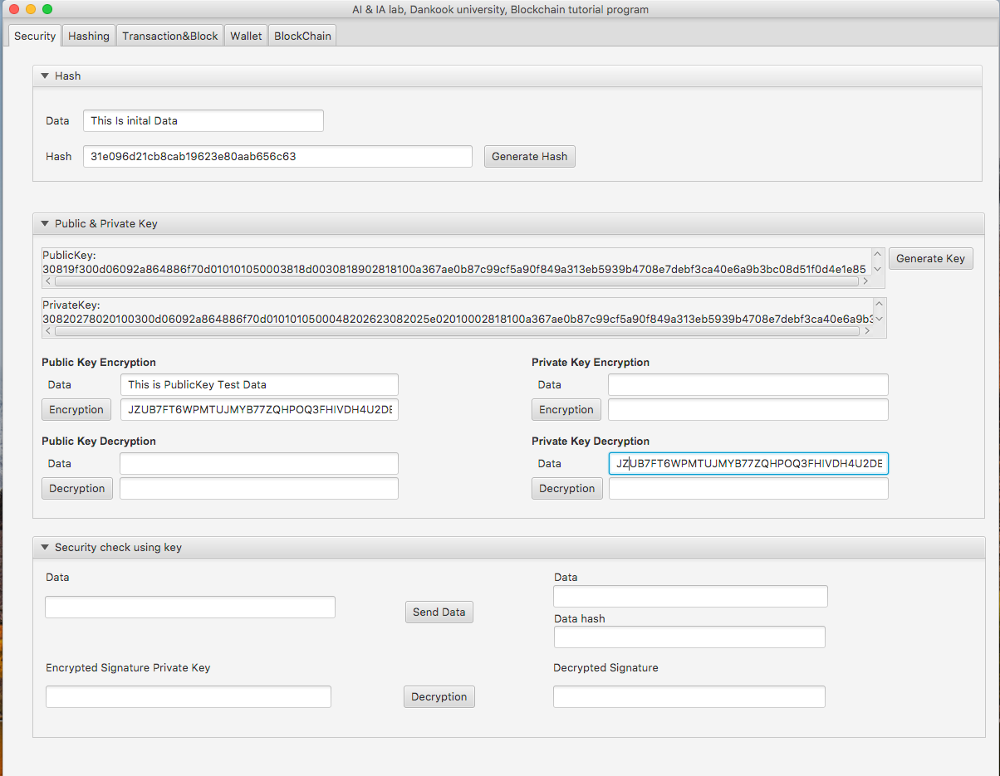 AI & IA lab, Dankook university, Blockchain tutorial program
Security Hashing Transaction&Block Wallet BlockChain
Hash
Data This Is inital Data
Hash 31e096d21cb8cab19623e80aab656c63 Generate Hash
Public & Private Key
PublicKey:
30819f300d06092a864886f70d010101050003818d0030818902818100a367ae0b87c99cf5a90f849a313eb5939b4708e7debf3ca40e6a9b3bc08d51f0d4e1e85 Generate Key
PrivateKey:
30820278020100300d06092a864886f70d0101010500048202623082025e02010002818100a367ae0b87c99cf5a90f849a313eb5939b4708e7debf3ca40e6a9b3
Public Key Encryption Private Key Encryption
Data This is PublicKey Test Data Data
Encryption JZUB7FT6WPMTUJMYB77ZQHPOQ3FHIVDH4U2DE Encryption
Public Key Decryption Private Key Decryption
Data Data JZUB7FT6WPMTUJMYB77ZQHPOQ3FHIVDH4U2DE
Decryption Decryption
Security check using key
Data Data
Send Data
Data hash
Encrypted Signature Private Key Decrypted Signature
Decryption